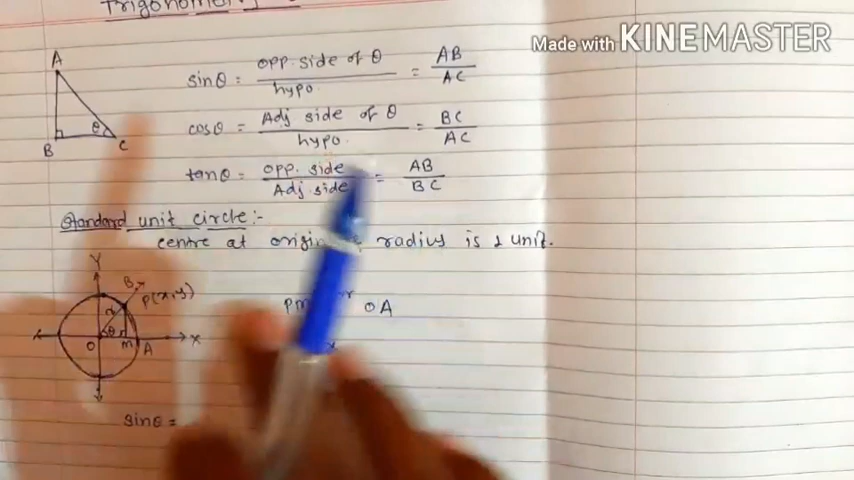 Trigonometry
Made with KINEMASTER
sinθ = opp. side of θ / hypo. = AB / AC
cosθ = Adj side of θ / hypo. = BC / AC
tanθ = opp. side / Adj side = AB / BC
A
θ
B
C
Standard unit circle:-
centre at origin radius is 1 unit.
Y
B
P(x,y)
θ
O
M
A
X
OA
sinθ =